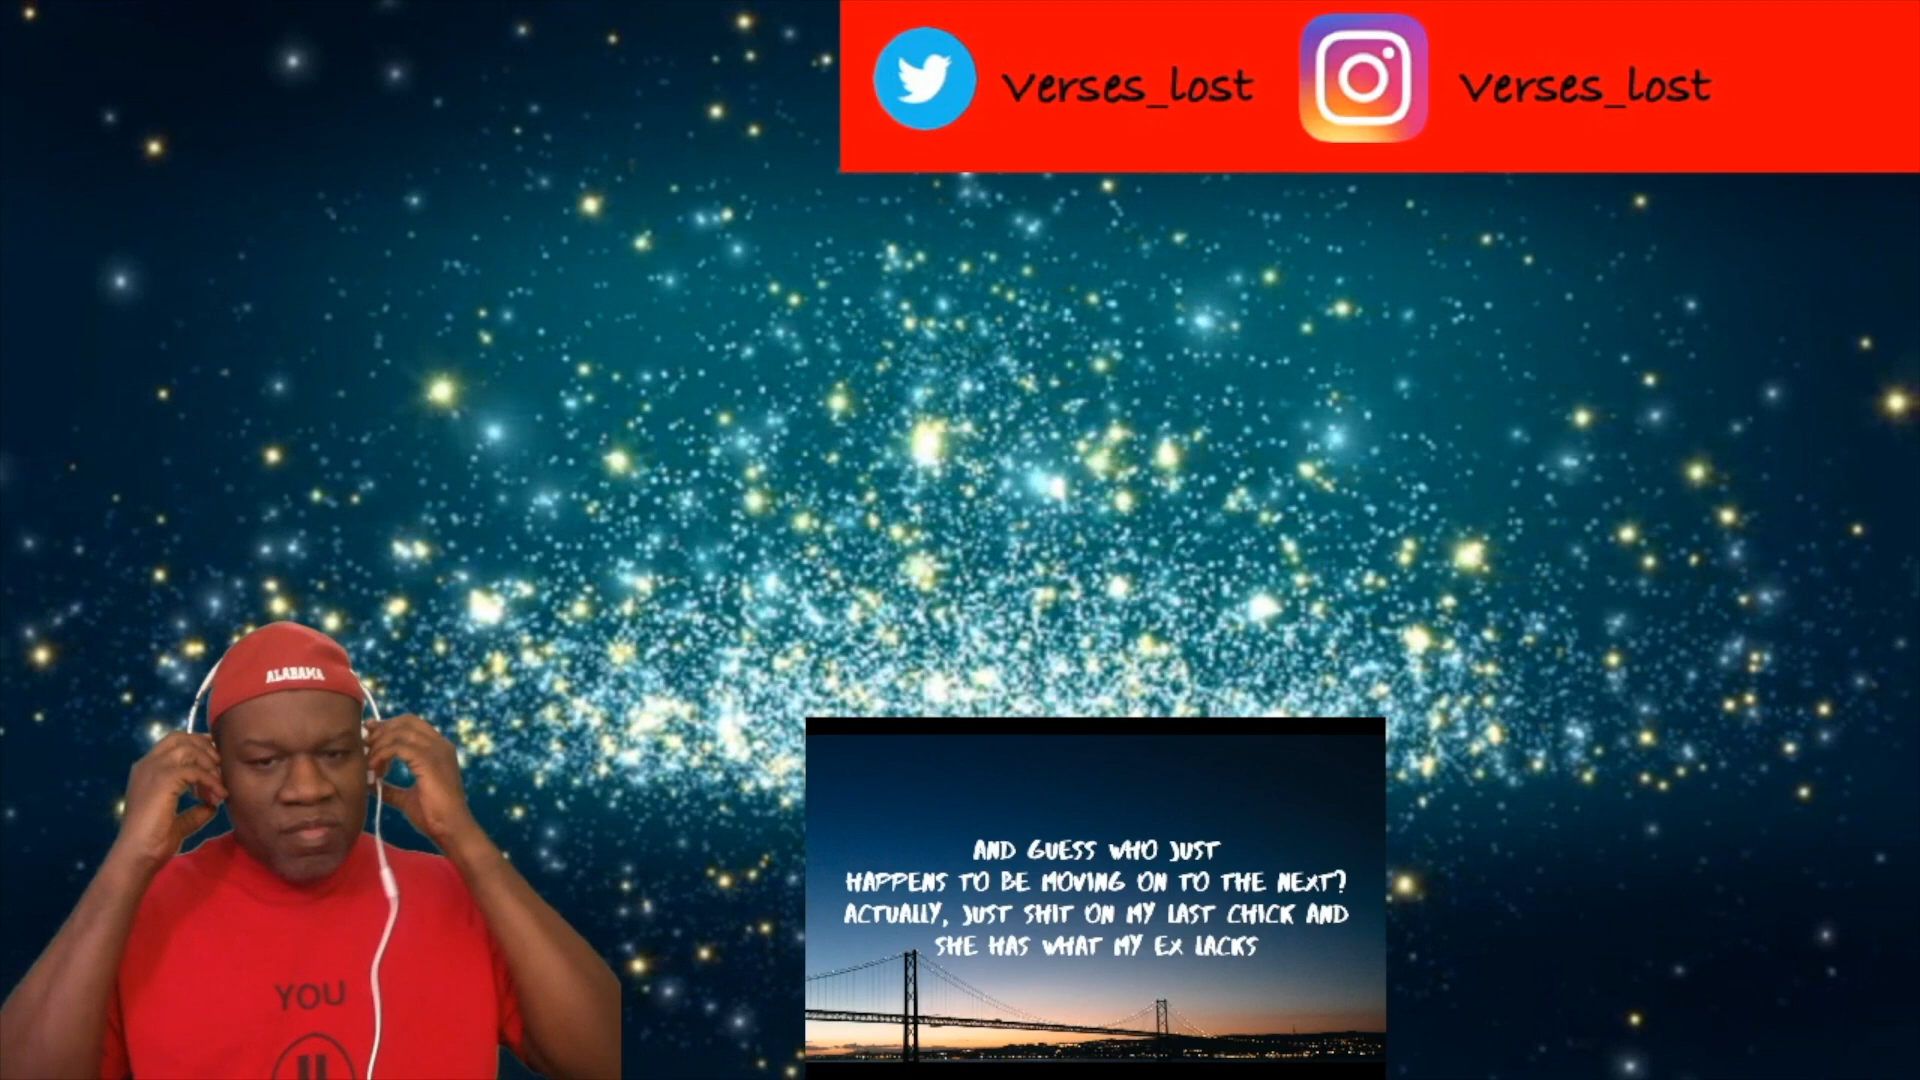 Verses_lost Verses_lost
ALABAMA
AND GUESS WHO JUST
HAPPENS TO BE MOVING ON TO THE NEXT?
ACTUALLY, JUST SHIT ON MY LAST CHICK AND
SHE HAS WHAT MY EX LACKS
YOU